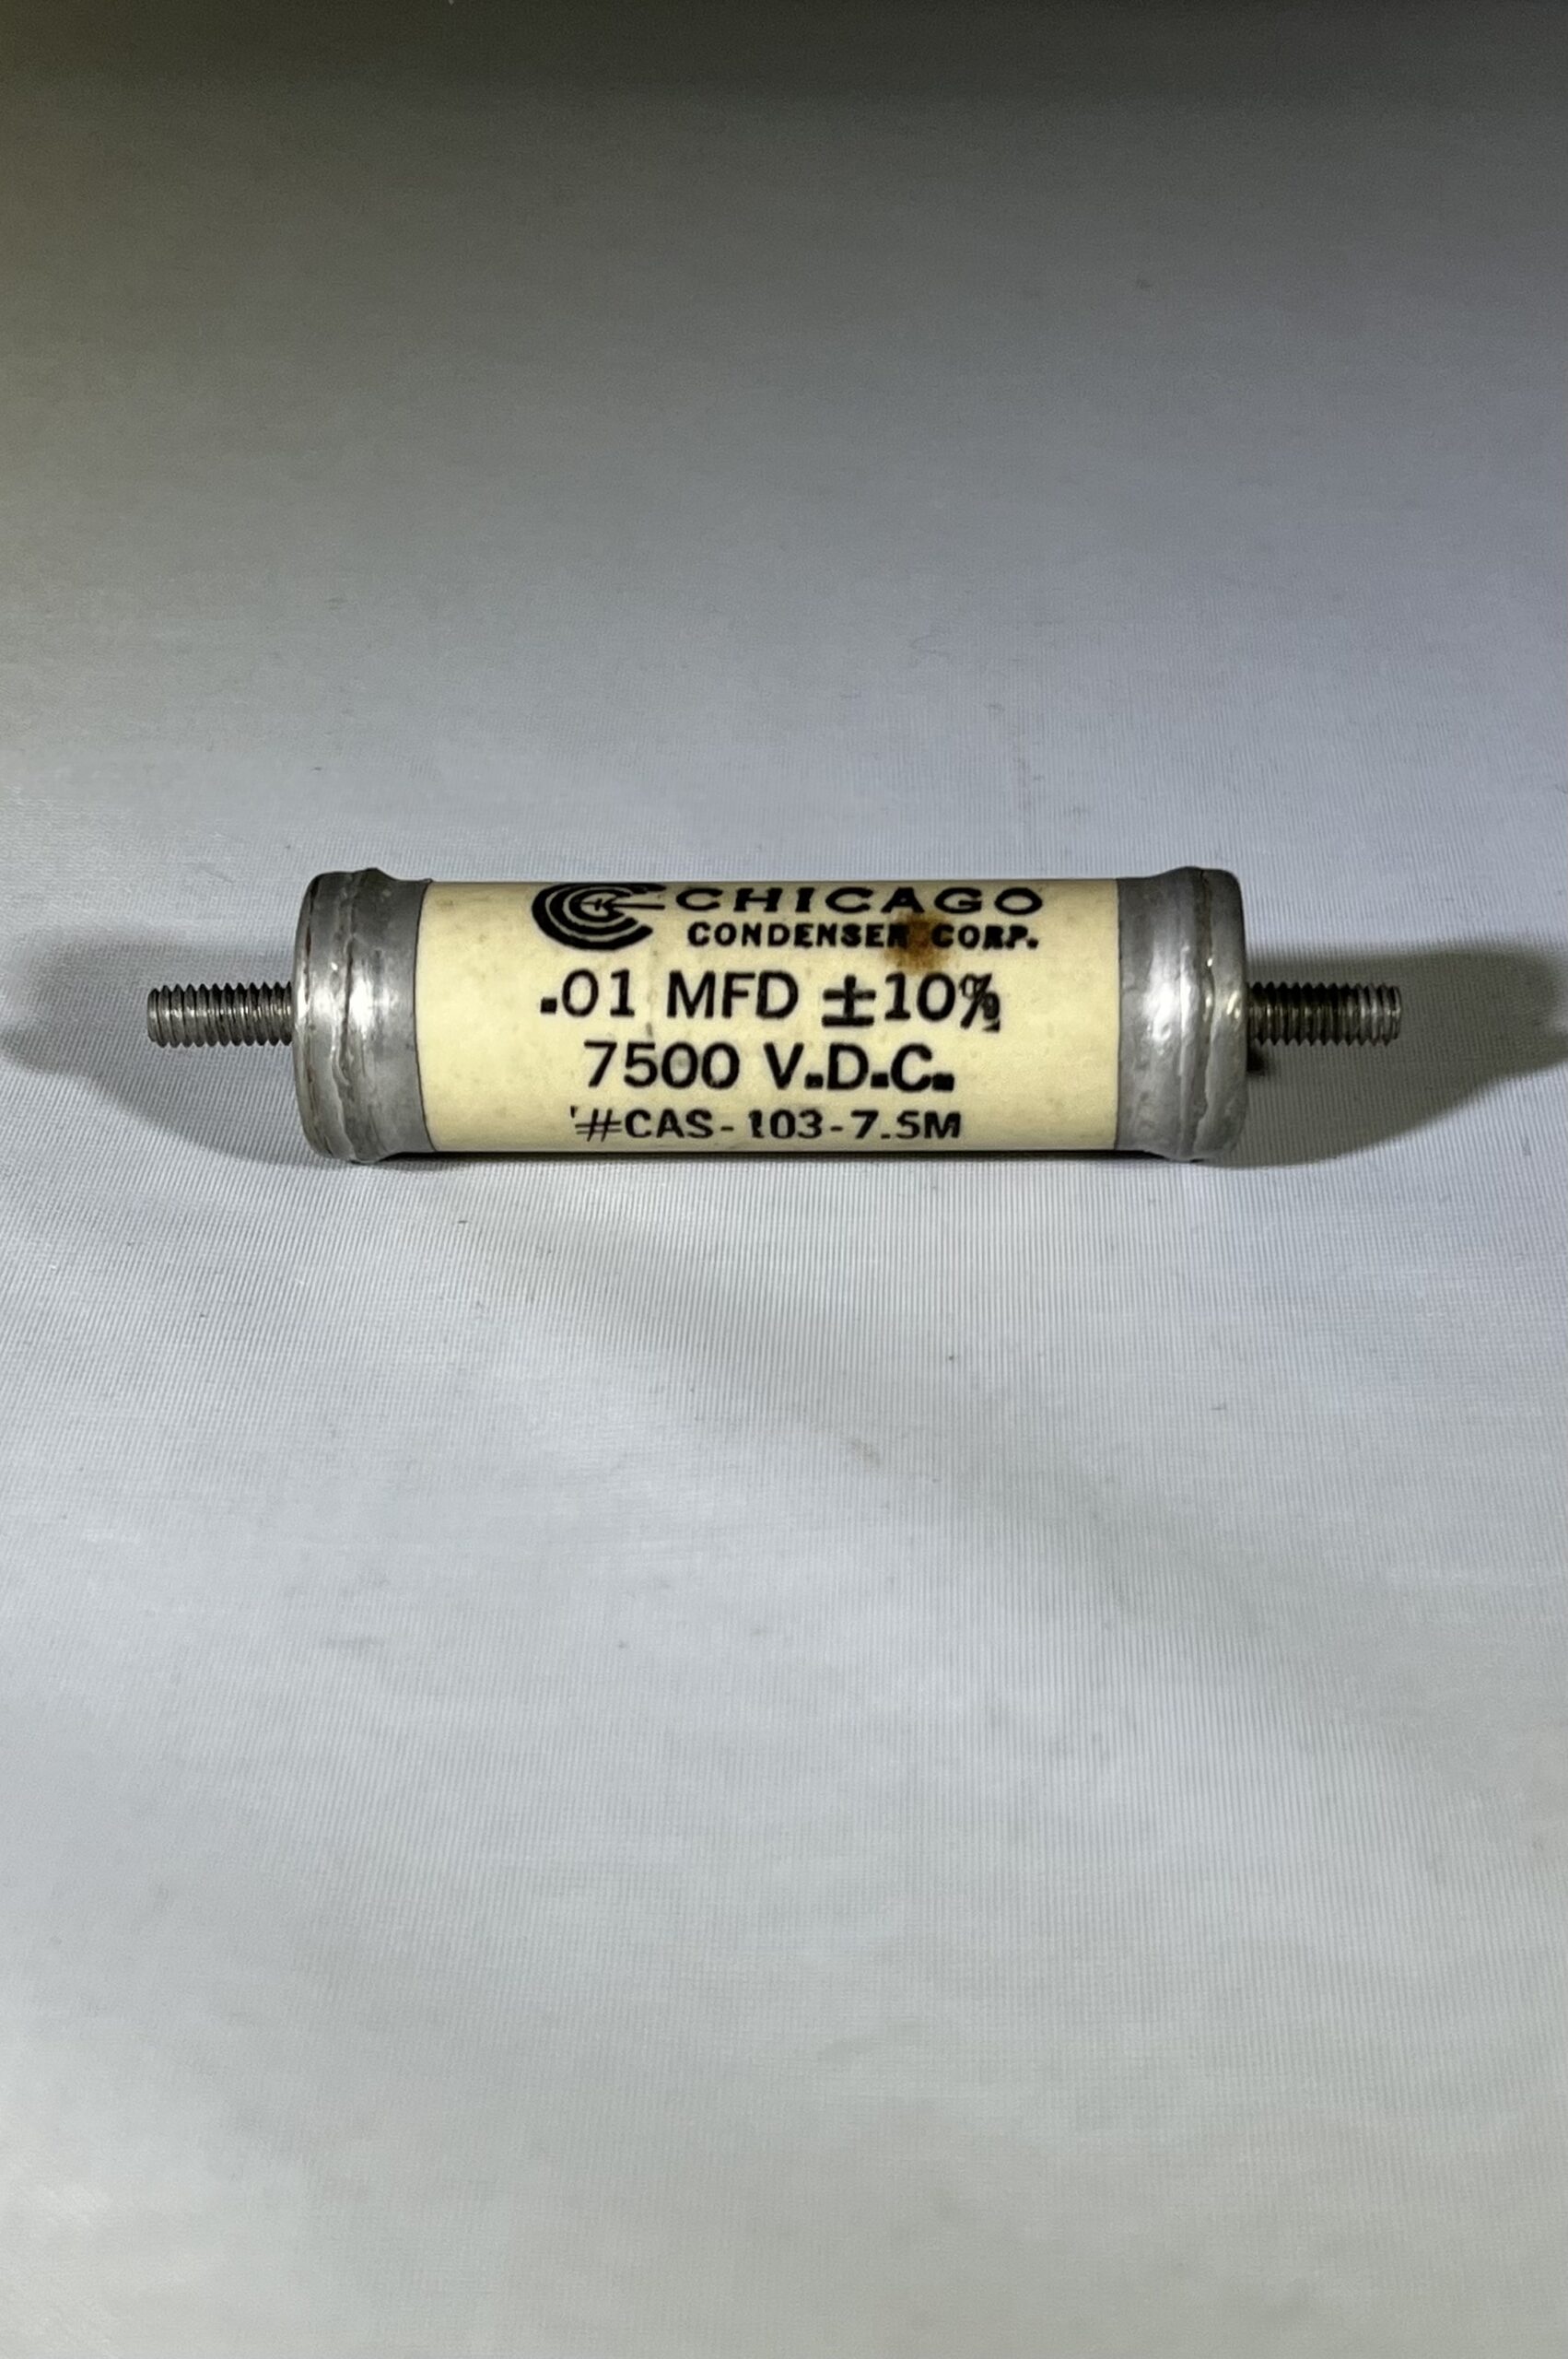 CHICAGO
CONDENSER CORP.
.01 MFD ±10%
7500 V.D.C.
#CAS-103-7.5M